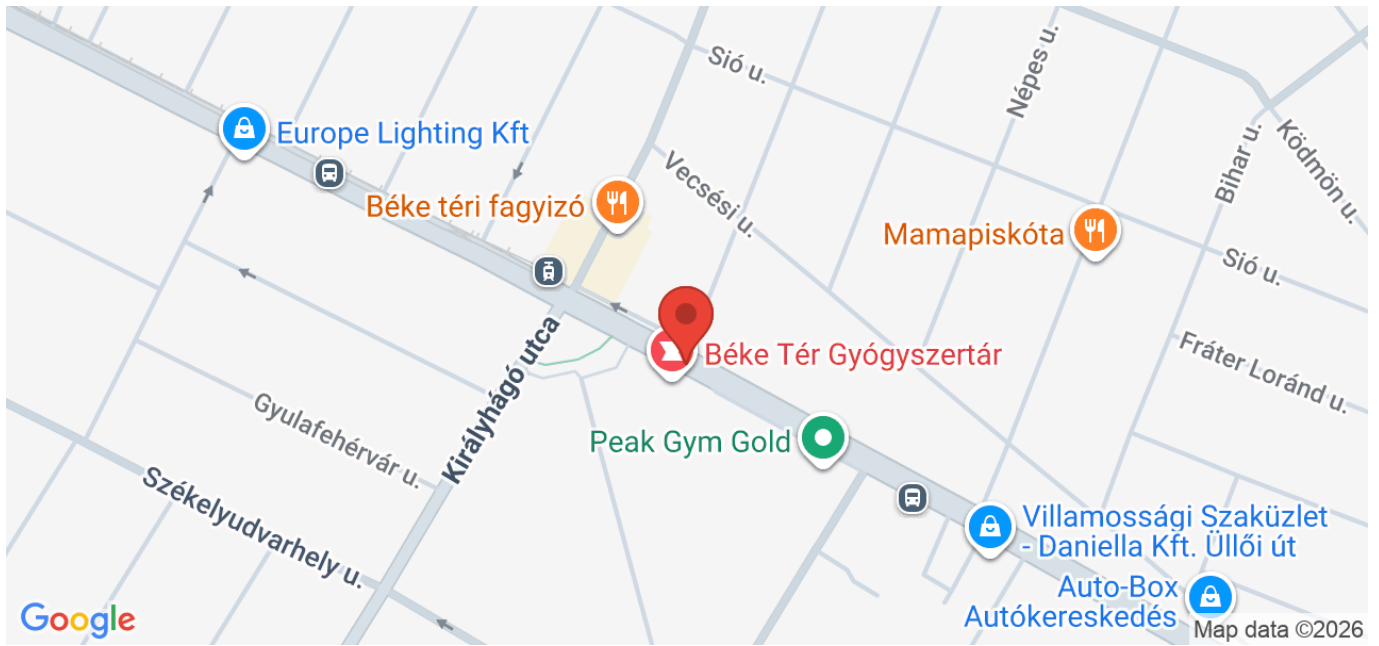 Sió u.
Népes u.
Europe Lighting Kft
Bihar u.
Ködmön u.
Vecsési u.
Béke téri fagyizó
Mamapiskóta
Sió u.
Királyhágó utca
Béke Tér Gyógyszertár
Fráter Loránd u.
Gyulafehérvár u.
Peak Gym Gold
Székelyudvarhely u.
Villamossági Szaküzlet
- Daniella Kft. Üllői út
Auto-Box
Autókereskedés
Google
Map data ©2026